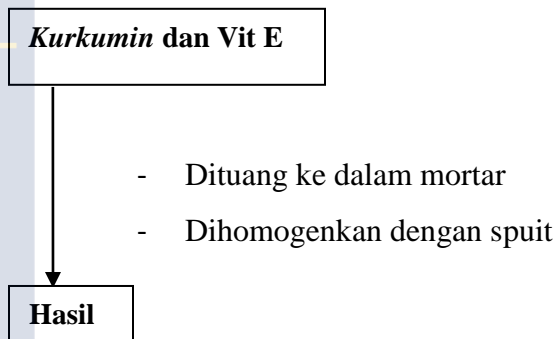 Kurkumin dan Vit E
- Dituang ke dalam mortar
- Dihomogenkan dengan spuit
Hasil